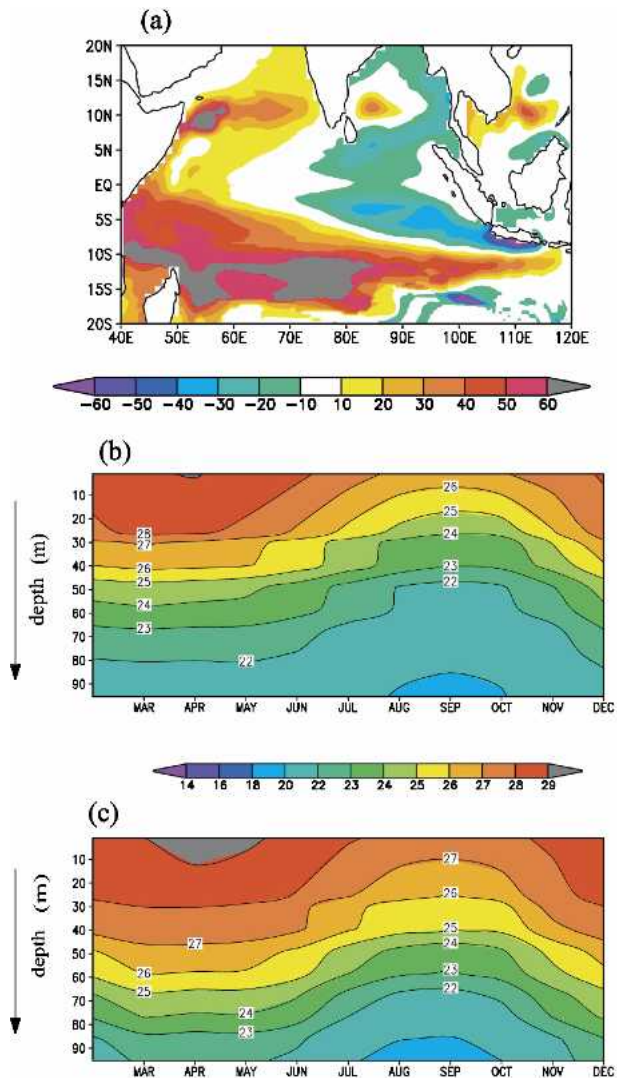 (a)
20N
15N
10N
5N
EQ
5S
10S
15S
20S
40E 50E 60E 70E 80E 90E 100E 110E 120E
-60 -50 -40 -30 -20 -10 10 20 30 40 50 60
(b)
depth (m)
10
20
30
40
50
60
70
80
90
28
27
26
25
24
23
22
26
25
24
23
22
MAR APR MAY JUN JUL AUG SEP OCT NOV DEC
14 16 18 20 22 23 24 25 26 27 28 29
(c)
depth (m)
10
20
30
40
50
60
70
80
90
27
26
25
24
23
27
26
25
24
23
22
MAR APR MAY JUN JUL AUG SEP OCT NOV DEC